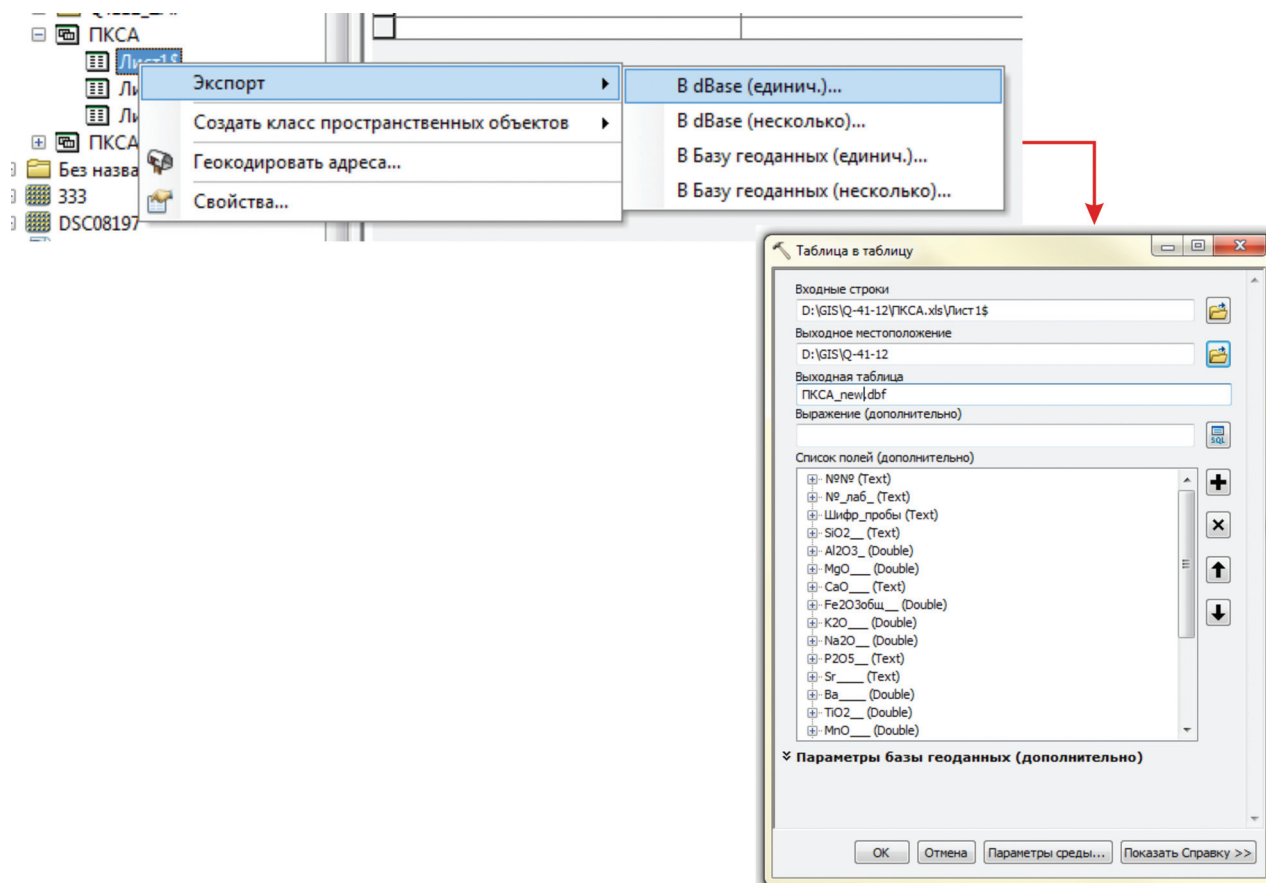 ПКСА
Лист1$
ПКСА
Без назва
333
DSC08197
Экспорт
Создать класс пространственных объектов
Геокодировать адреса...
Свойства...
В dBase (единич.)...
В dBase (несколько)...
В Базу геоданных (единич.)...
В Базу геоданных (несколько)...
Таблица в таблицу
Входные строки
D:\GIS\Q-41-12\ПКСА.xls\Лист1$
Выходное местоположение
D:\GIS\Q-41-12
Выходная таблица
ПКСА_new.dbf
Выражение (дополнительно)
SQL
Список полей (дополнительно)
№№ (Text)
№_лаб_ (Text)
Шифр_пробы (Text)
SiO2__ (Text)
Al2O3_ (Double)
MgO___ (Double)
CaO___ (Text)
Fe2O3общ__ (Double)
K2O___ (Double)
Na2O__ (Double)
P2O5__ (Text)
Sr____ (Text)
Ba____ (Double)
TiO2__ (Double)
MnO___ (Double)
Параметры базы геоданных (дополнительно)
OK
Отмена
Параметры среды...
Показать Справку >>